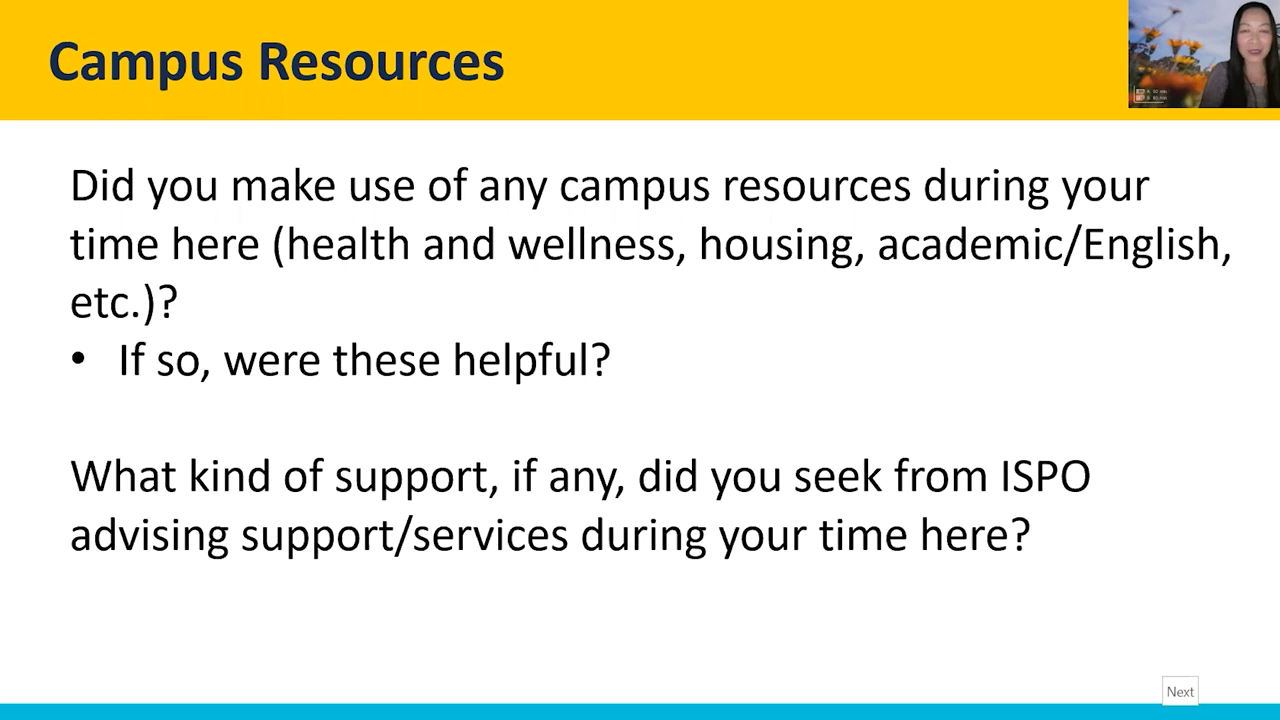 Campus Resources
Did you make use of any campus resources during your
time here (health and wellness, housing, academic/English,
etc.)?
• If so, were these helpful?
What kind of support, if any, did you seek from ISPO
advising support/services during your time here?
Next